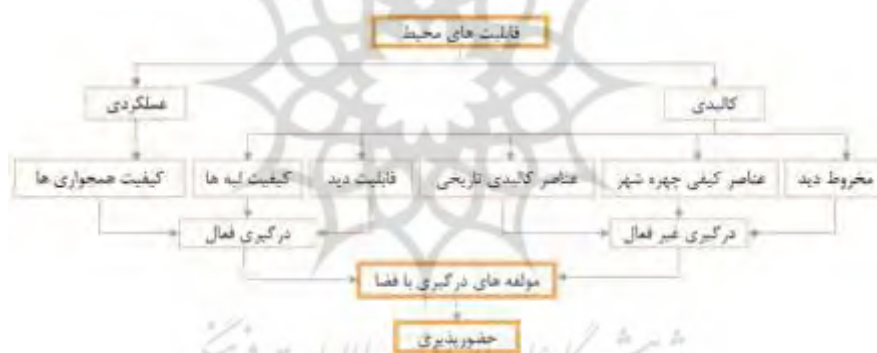 قابلیت های محیط
کالبدی
عملکردی
مخروط دید
عناصر کیفی چهره شهر
عناصر کالبدی تاریخی
قابلیت دید
کیفیت لبه ها
کیفیت همجواری ها
درگیری غیر فعال
درگیری فعال
مولفه های درگیری با فضا
حضورپذیری